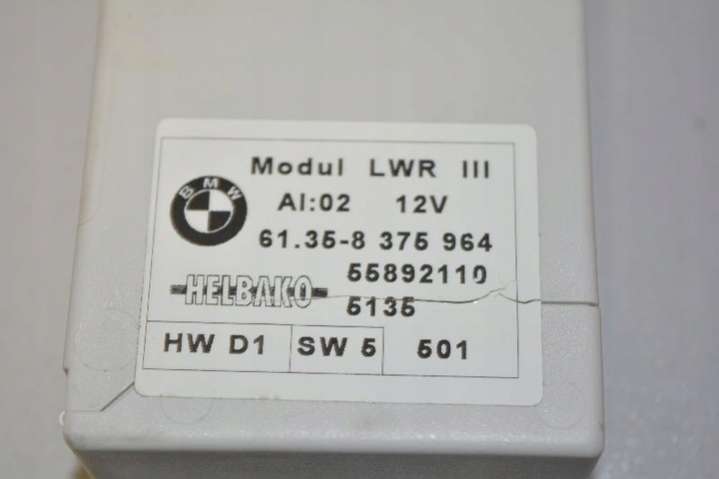 Modul LWR III
BMW
AI:02 12V
61.35-8 375 964
55892110
HELBAKO
5135
HW D1 SW 5 501